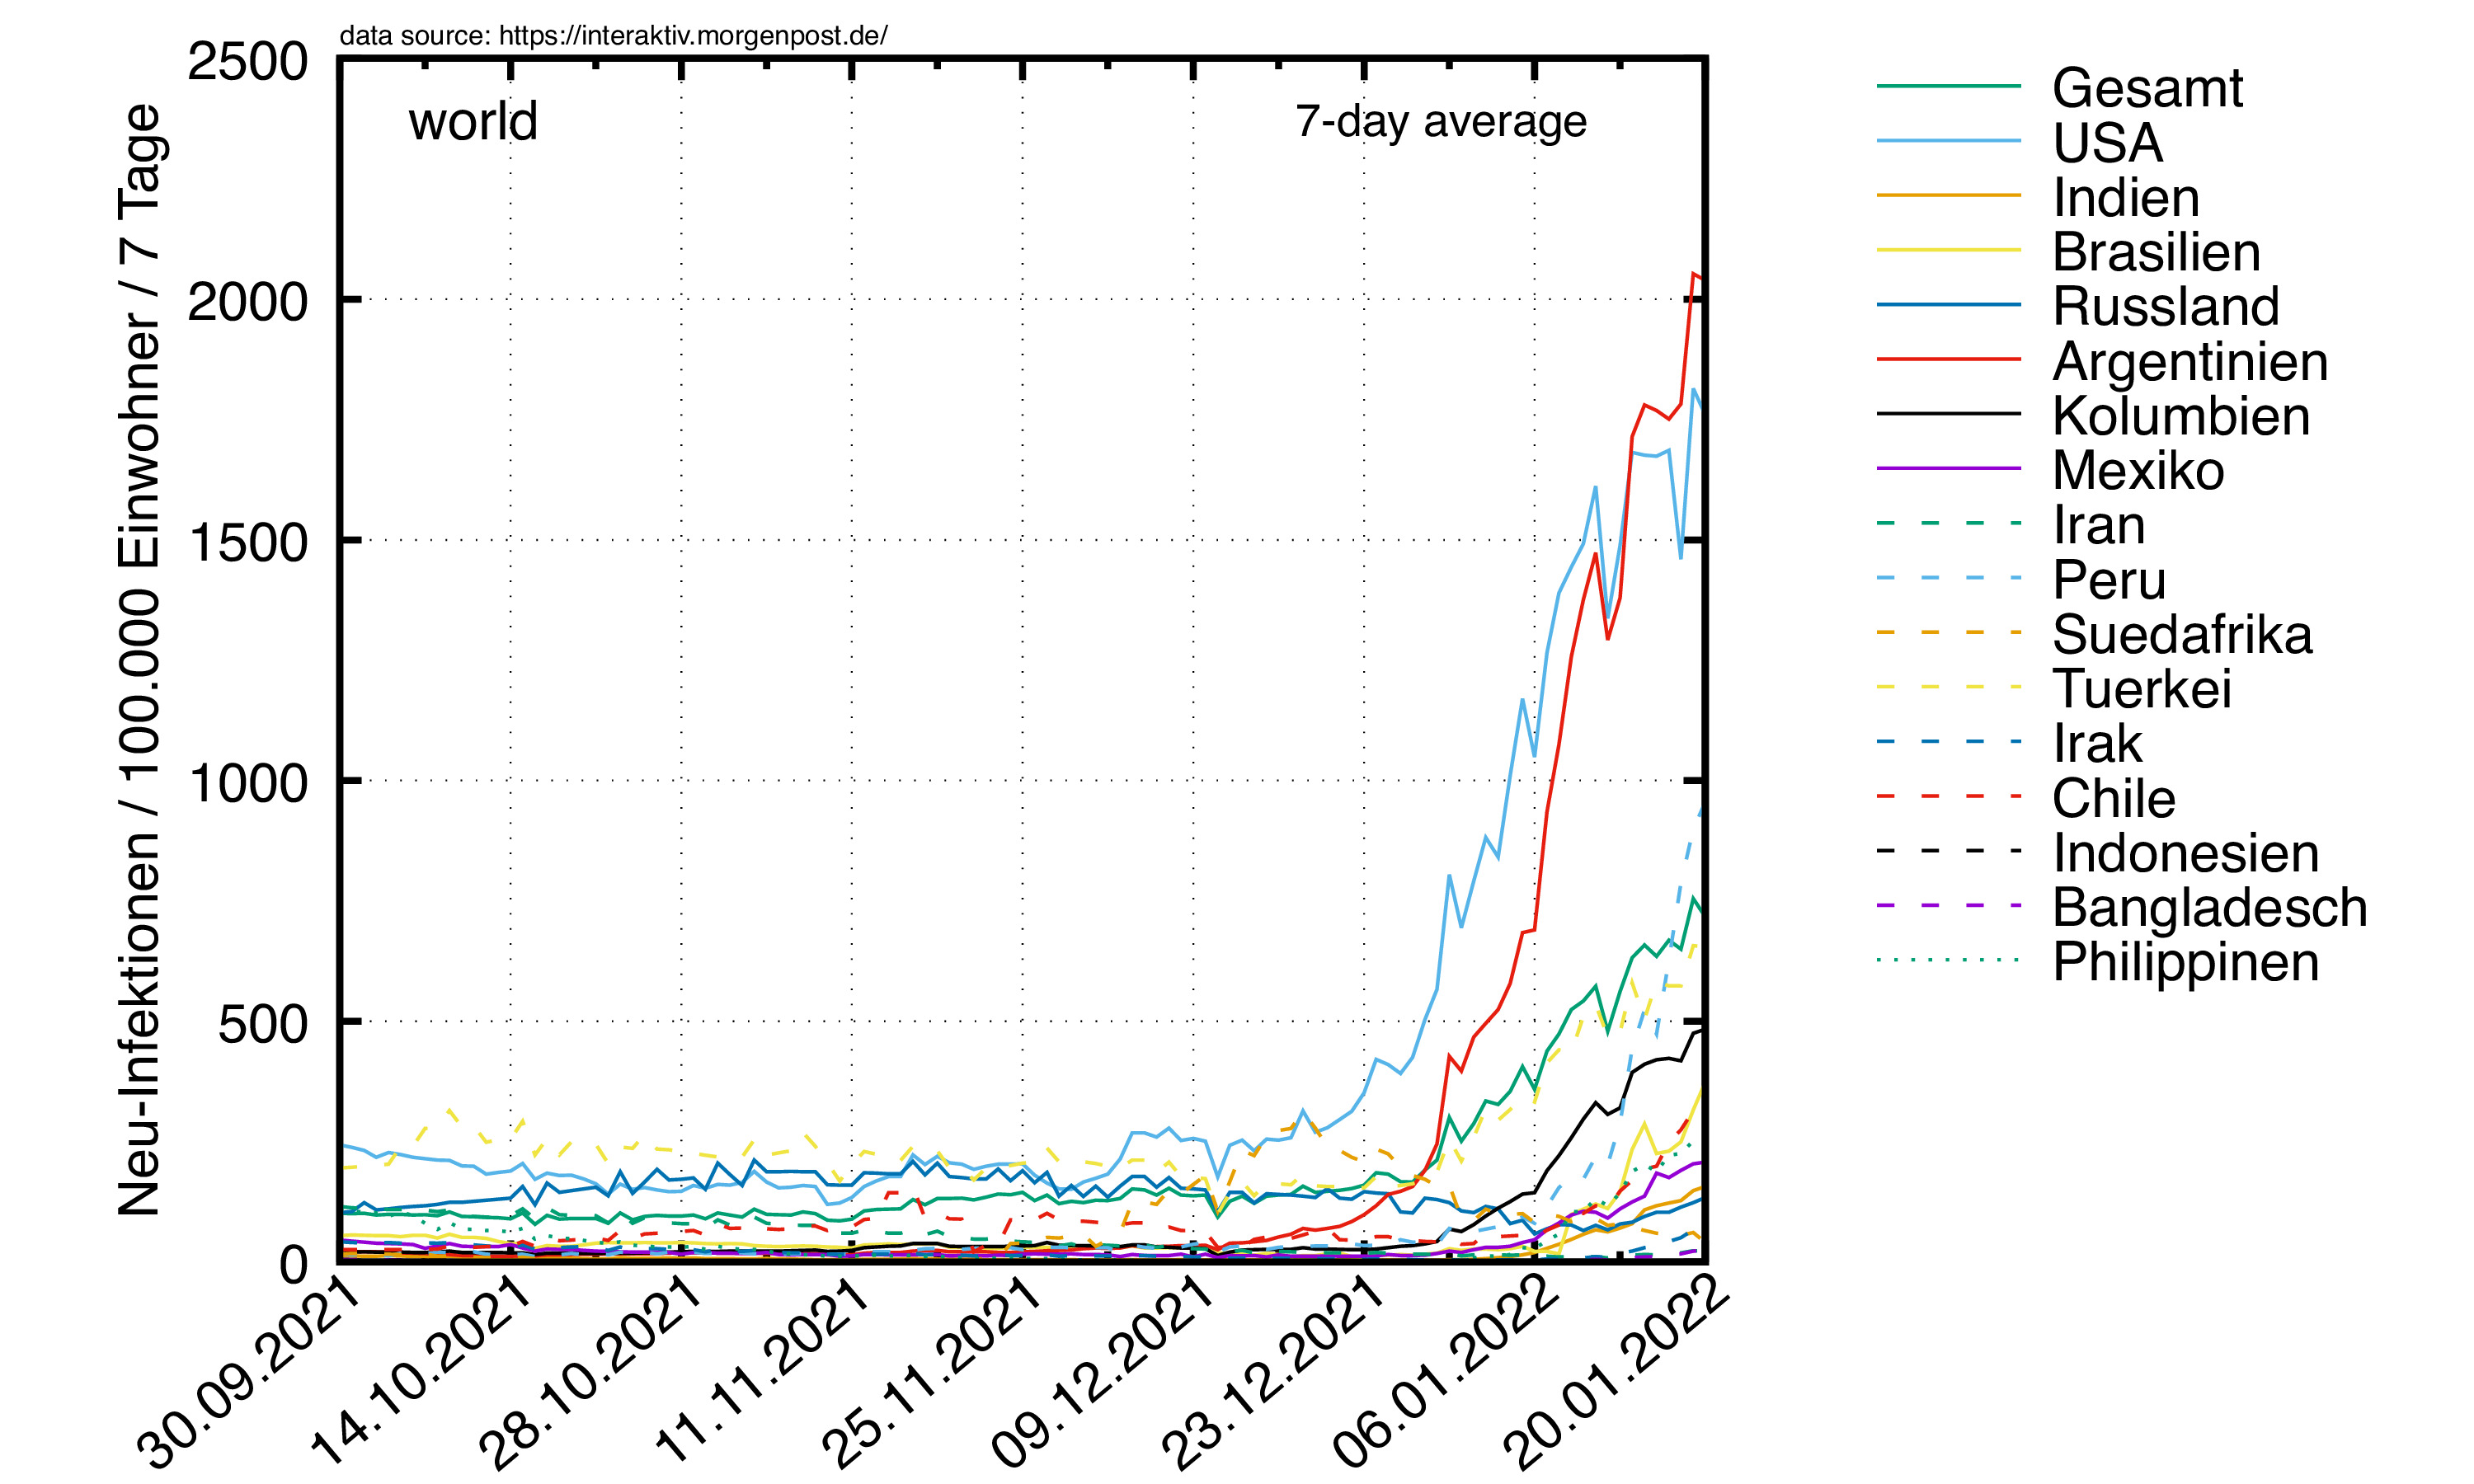 data source: https://interaktiv.morgenpost.de/
world
7-day average
Neu-Infektionen / 100.000 Einwohner / 7 Tage
2500
2000
1500
1000
500
0
30.09.2021
14.10.2021
28.10.2021
11.11.2021
25.11.2021
09.12.2021
23.12.2021
06.01.2022
20.01.2022
Gesamt
USA
Indien
Brasilien
Russland
Argentinien
Kolumbien
Mexiko
Iran
Peru
Suedafrika
Tuerkei
Irak
Chile
Indonesien
Bangladesch
Philippinen